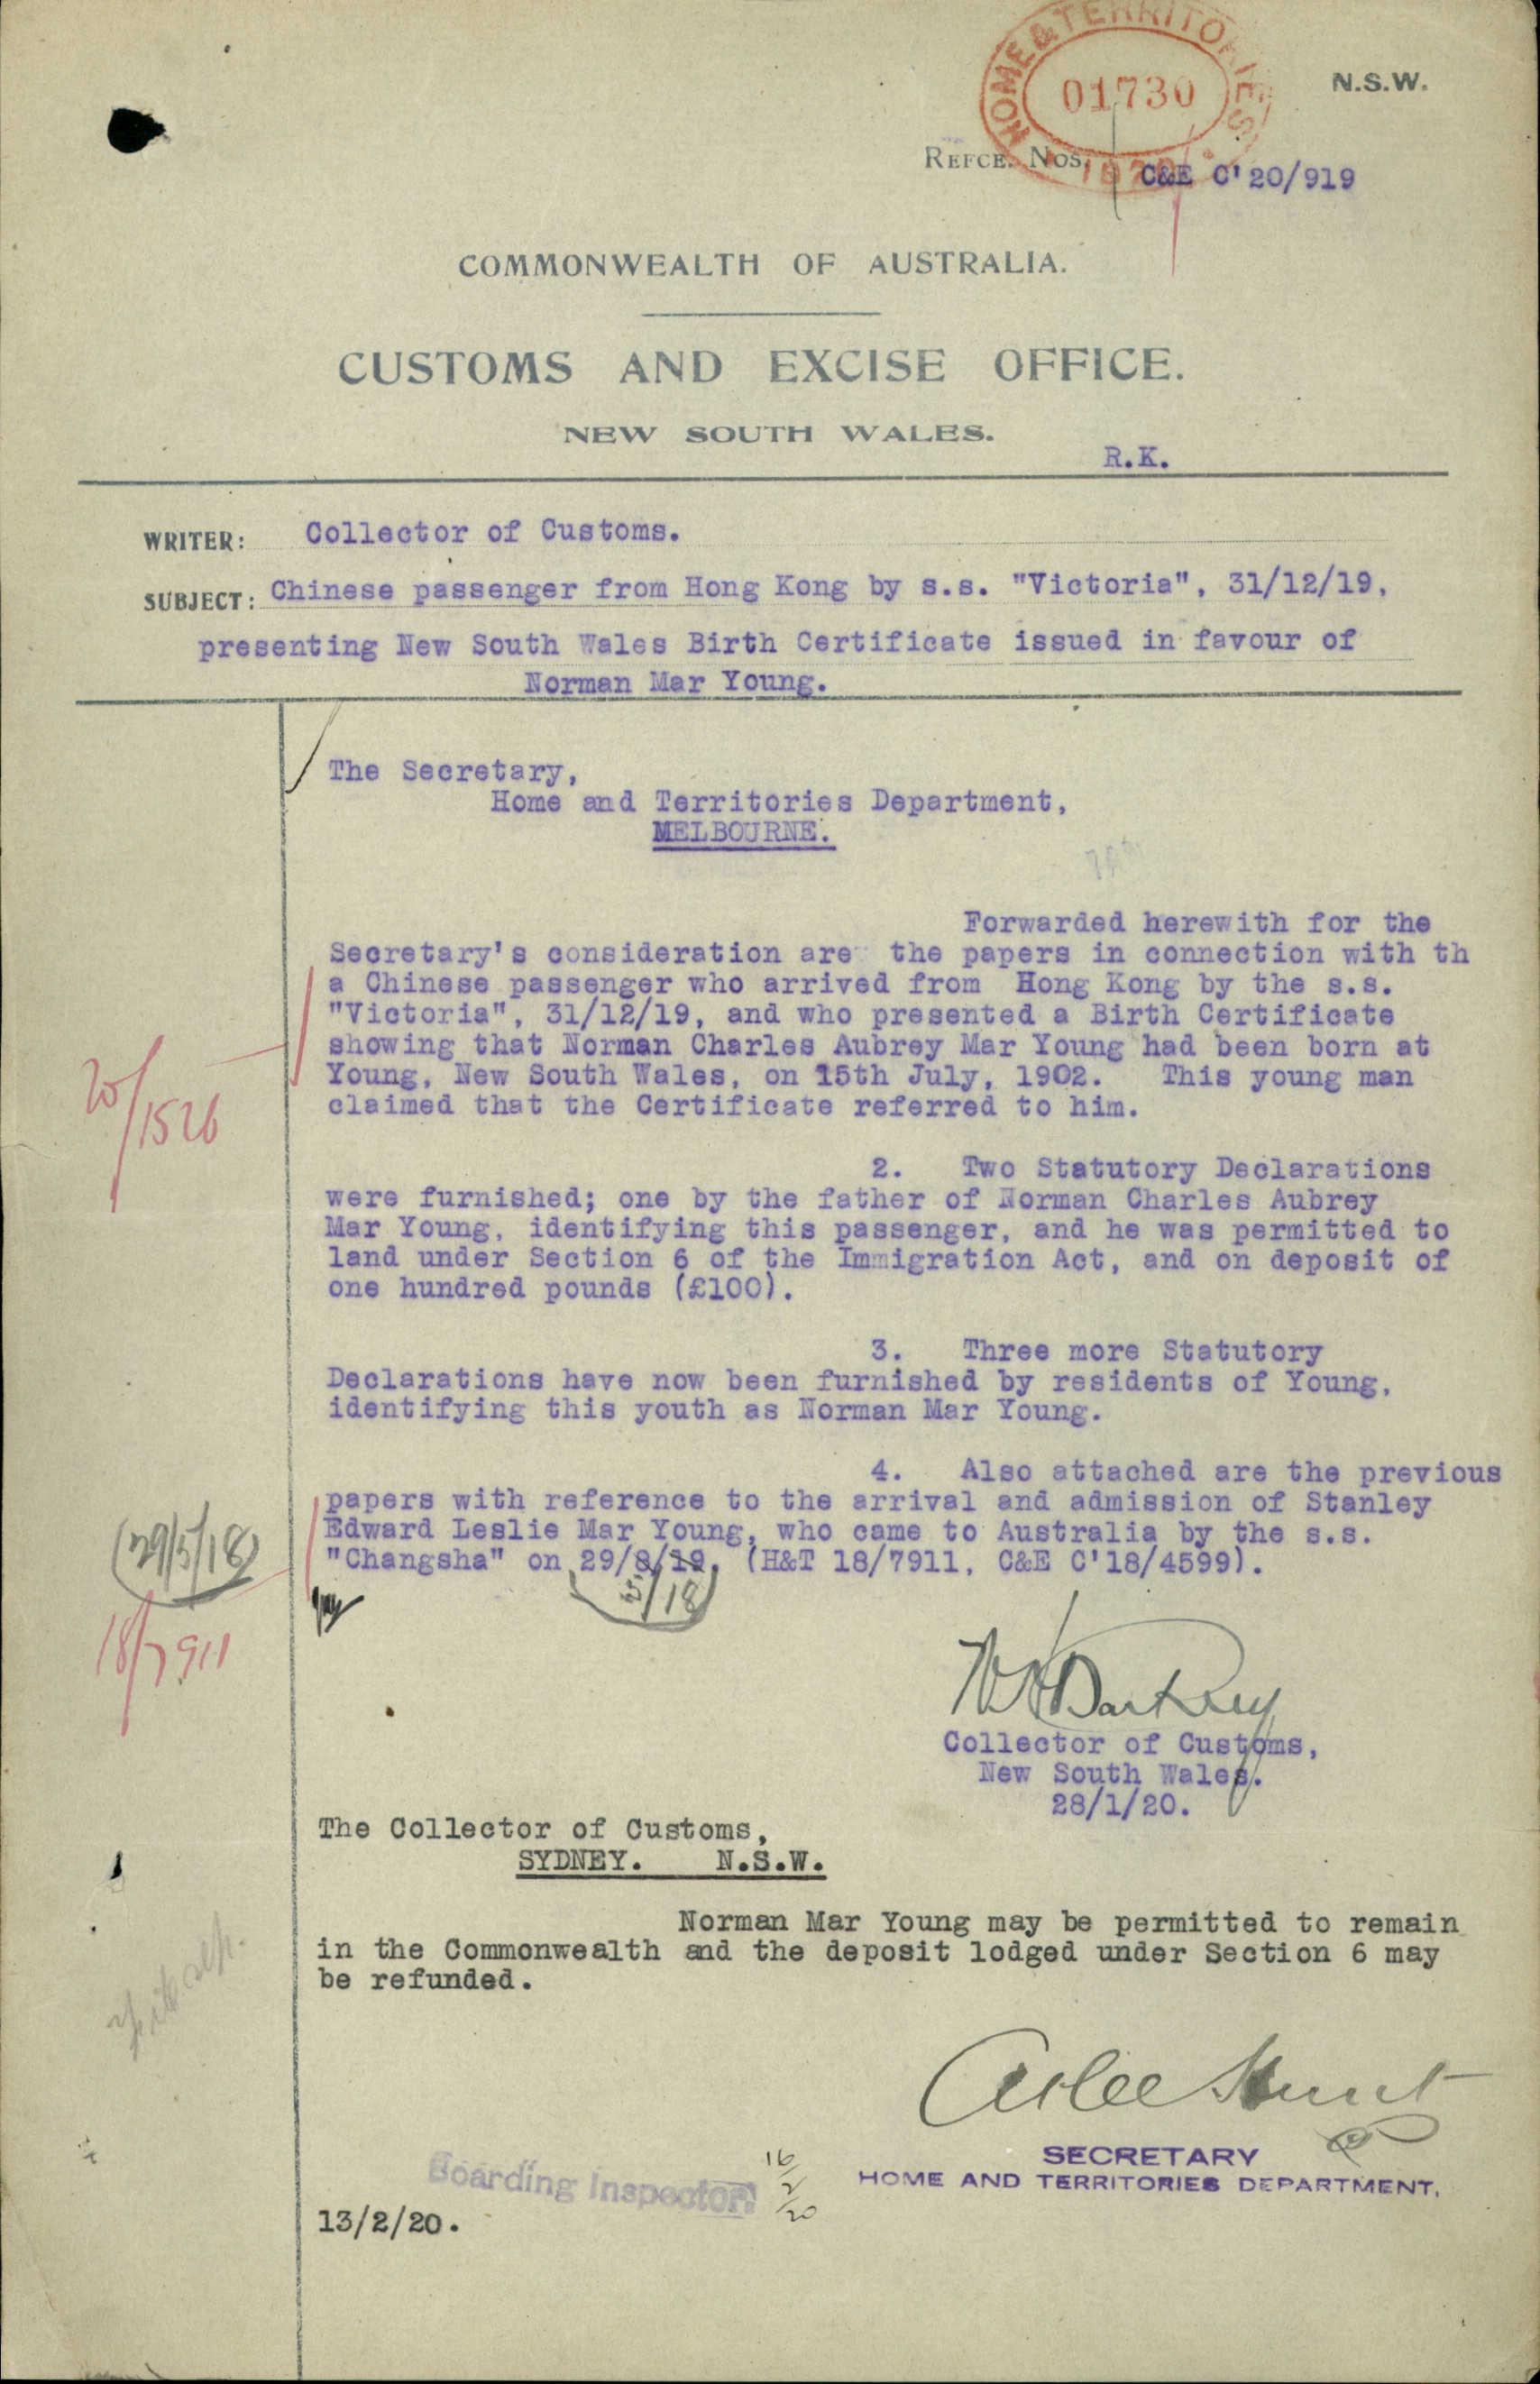 HOME & TERRITORIES
01730
N.S.W.
REFCE. NOS.
C&E C'20/919
COMMONWEALTH OF AUSTRALIA.
CUSTOMS AND EXCISE OFFICE.
NEW SOUTH WALES.
R.K.
WRITER: Collector of Customs.
SUBJECT: Chinese passenger from Hong Kong by s.s. "Victoria", 31/12/19,
presenting New South Wales Birth Certificate issued in favour of
Norman Mar Young.
The Secretary,
Home and Territories Department,
MELBOURNE.
Forwarded herewith for the
Secretary's consideration are the papers in connection with th
a Chinese passenger who arrived from Hong Kong by the s.s.
"Victoria", 31/12/19, and who presented a Birth Certificate
showing that Norman Charles Aubrey Mar Young had been born at
Young, New South Wales, on 15th July, 1902. This young man
claimed that the Certificate referred to him.
20/1526
2. Two Statutory Declarations
were furnished; one by the father of Norman Charles Aubrey
Mar Young, identifying this passenger, and he was permitted to
land under Section 6 of the Immigration Act, and on deposit of
one hundred pounds (£100).
3. Three more Statutory
Declarations have now been furnished by residents of Young,
identifying this youth as Norman Mar Young.
4. Also attached are the previous
papers with reference to the arrival and admission of Stanley
Edward Leslie Mar Young, who came to Australia by the s.s.
"Changsha" on 29/8/19, (H&T 18/7911, C&E C'18/4599).
5/18
(29/5/18)
18/7911
Collector of Customs,
New South Wales.
28/1/20.
The Collector of Customs,
SYDNEY. N.S.W.
Norman Mar Young may be permitted to remain
in the Commonwealth and the deposit lodged under Section 6 may
be refunded.
Atlee Hunt
SECRETARY
HOME AND TERRITORIES DEPARTMENT.
Boarding Inspector.
16/2/20
13/2/20.